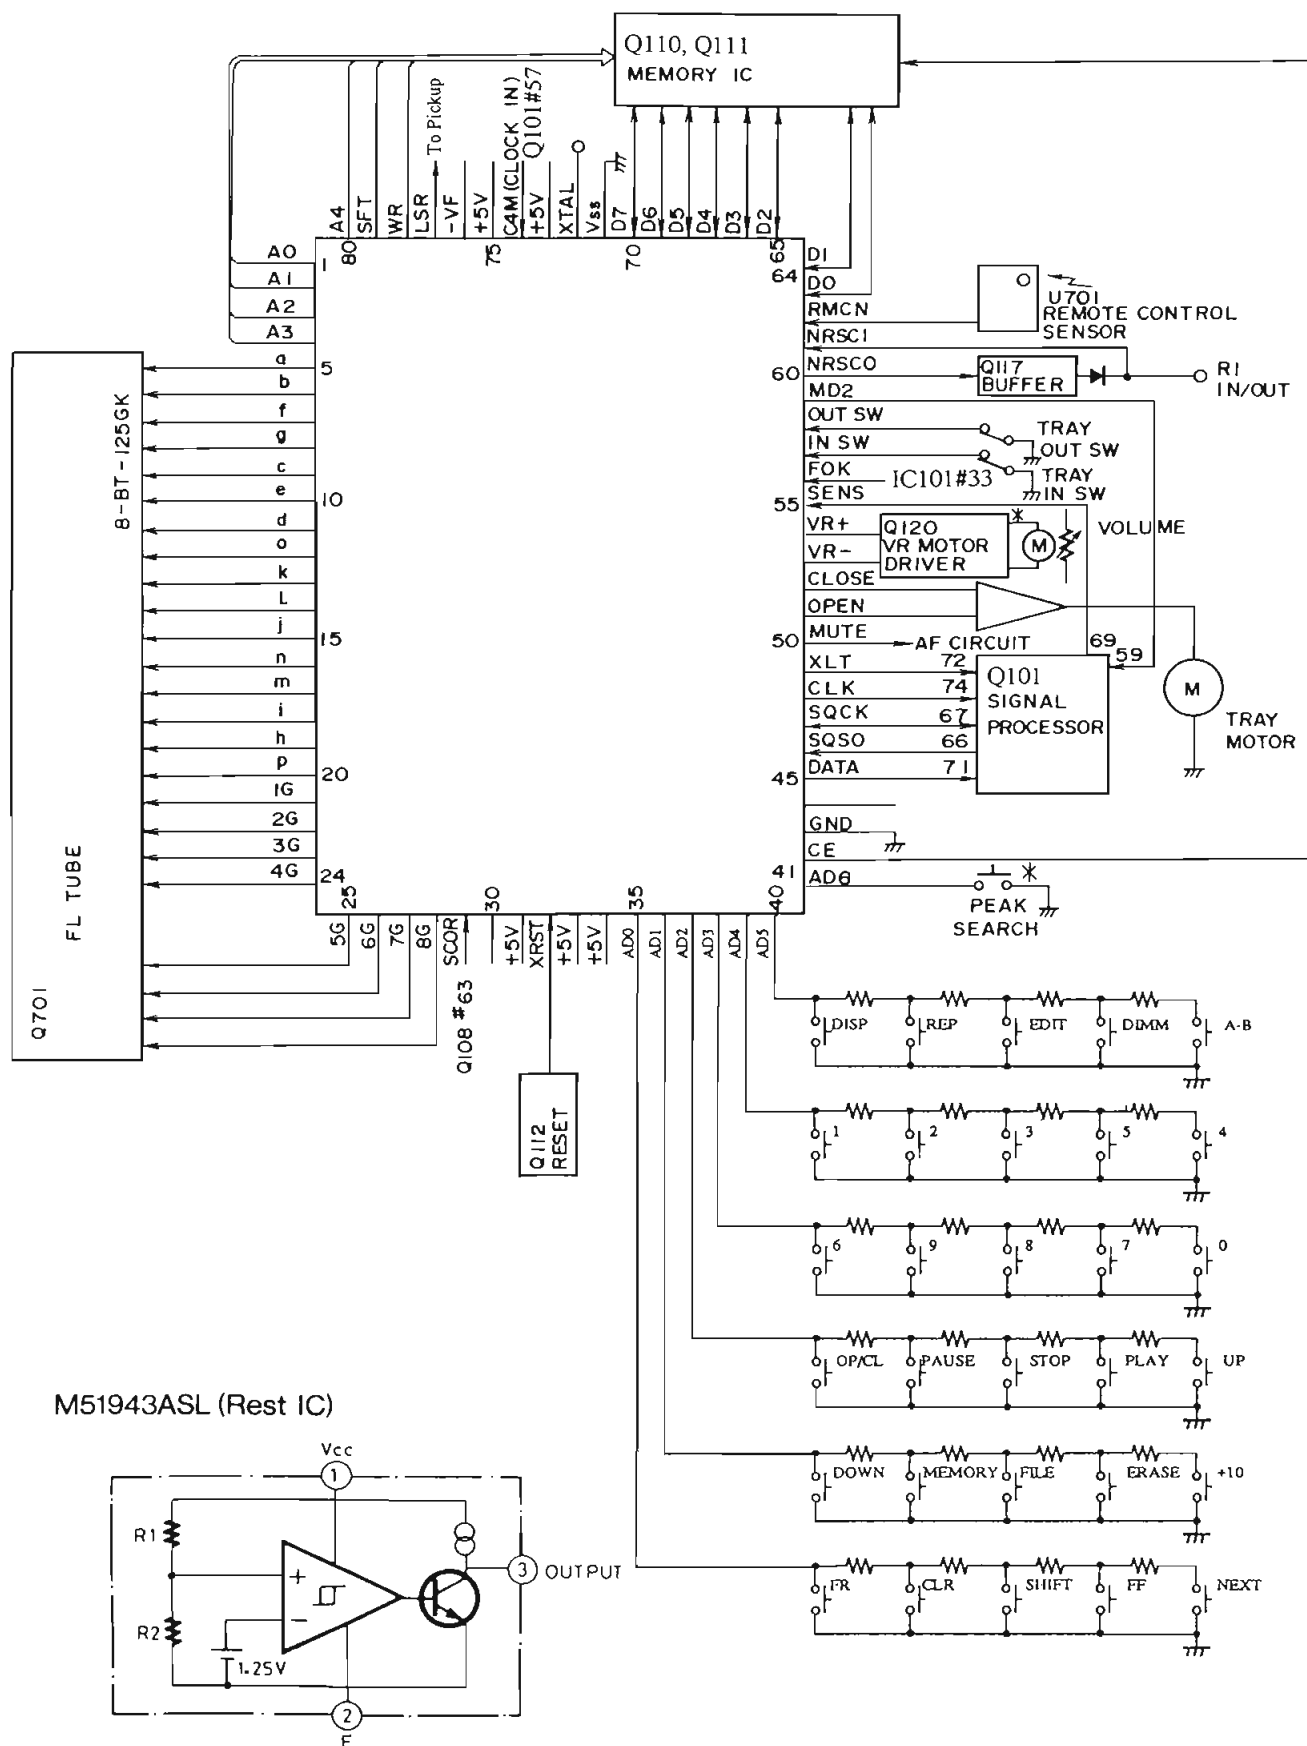 Q110, Q111
MEMORY IC
To Pickup
C4M(CLOCK IN)
Q101#57
A4
SFT
WR
LSR
-VF
+5V
+5V
XTAL
Vss
D7
D6
D5
D4
D3
D2
80
75
70
65
A0
1
A1
A2
A3
a
5
b
f
g
c
e
10
d
o
k
L
j
15
n
m
i
h
p
20
1G
2G
3G
4G
24
8-BT-125GK
FL TUBE
Q701
D1
64
D0
RMCN
U701
REMOTE CONTROL
SENSOR
NRSCI
NRSCO
60
Q117
BUFFER
R1
IN/OUT
MD2
OUT SW
TRAY
OUT SW
IN SW
TRAY
IN SW
FOK
IC101#33
SENS
55
VR+
VR-
Q120
VR MOTOR
DRIVER
*
M
VOLUME
CLOSE
OPEN
MUTE
50
AF CIRCUIT
69
59
XLT
72
CLK
74
SQCK
67
SQSO
66
DATA
71
45
Q101
SIGNAL
PROCESSOR
M
TRAY
MOTOR
GND
CE
41
AD6
*
PEAK
SEARCH
25
30
35
40
5G
6G
7G
8G
SCOR
+5V
XRST
+5V
+5V
AD0
AD1
AD2
AD3
AD4
AD5
Q108 #63
Q112
RESET
DISP
REP
EDIT
DIMM
A-B
1
2
3
5
4
6
9
8
7
0
OP/CL
PAUSE
STOP
PLAY
UP
DOWN
MEMORY
FILE
ERASE
+10
FR
CLR
SHIFT
FF
NEXT
M51943ASL (Rest IC)
Vcc
1
R1
+
-
R2
1.25V
3
OUTPUT
2